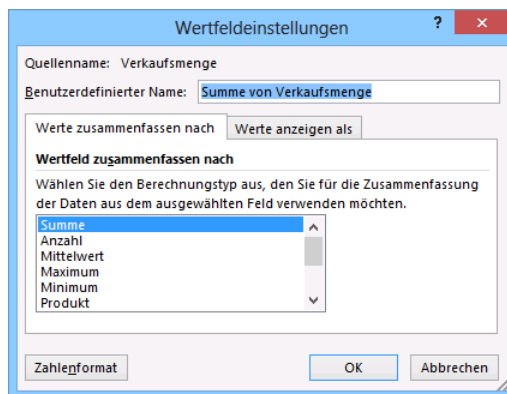 Wertfeldeinstellungen
?
Quellenname: Verkaufsmenge
Benutzerdefinierter Name: Summe von Verkaufsmenge
Werte zusammenfassen nach Werte anzeigen als
Wertfeld zusammenfassen nach
Wählen Sie den Berechnungstyp aus, den Sie für die Zusammenfassung
der Daten aus dem ausgewählten Feld verwenden möchten.
Summe
Anzahl
Mittelwert
Maximum
Minimum
Produkt
Zahlenformat OK Abbrechen